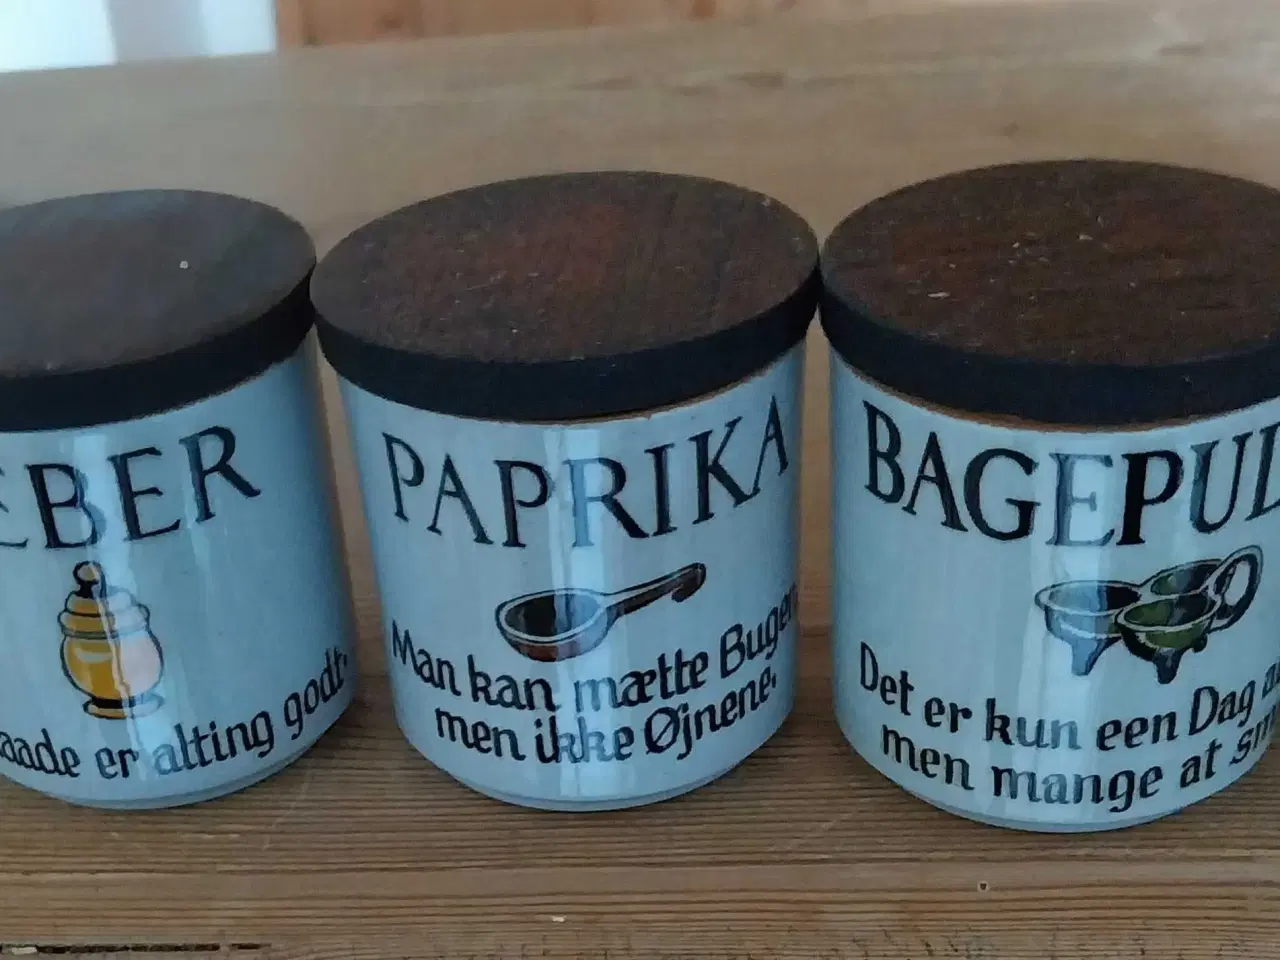 EBER
aade er alting godt.
PAPRIKA
Man kan mætte Bugen
men ikke Øjnene.
BAGEPUL
Det er kun een Dag
men mange at